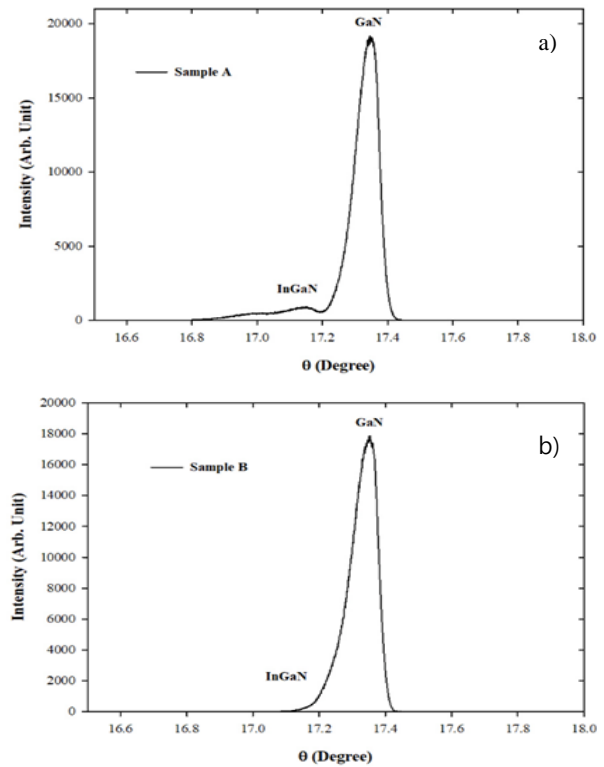 20000
GaN
a)
Sample A
15000
Intensity (Arb. Unit)
10000
5000
InGaN
0
16.6 16.8 17.0 17.2 17.4 17.6 17.8 18.0
θ (Degree)
20000
GaN
18000
b)
16000
Sample B
14000
Intensity (Arb. Unit)
12000
10000
8000
6000
4000
InGaN
2000
0
16.6 16.8 17.0 17.2 17.4 17.6 17.8 18.0
θ (Degree)